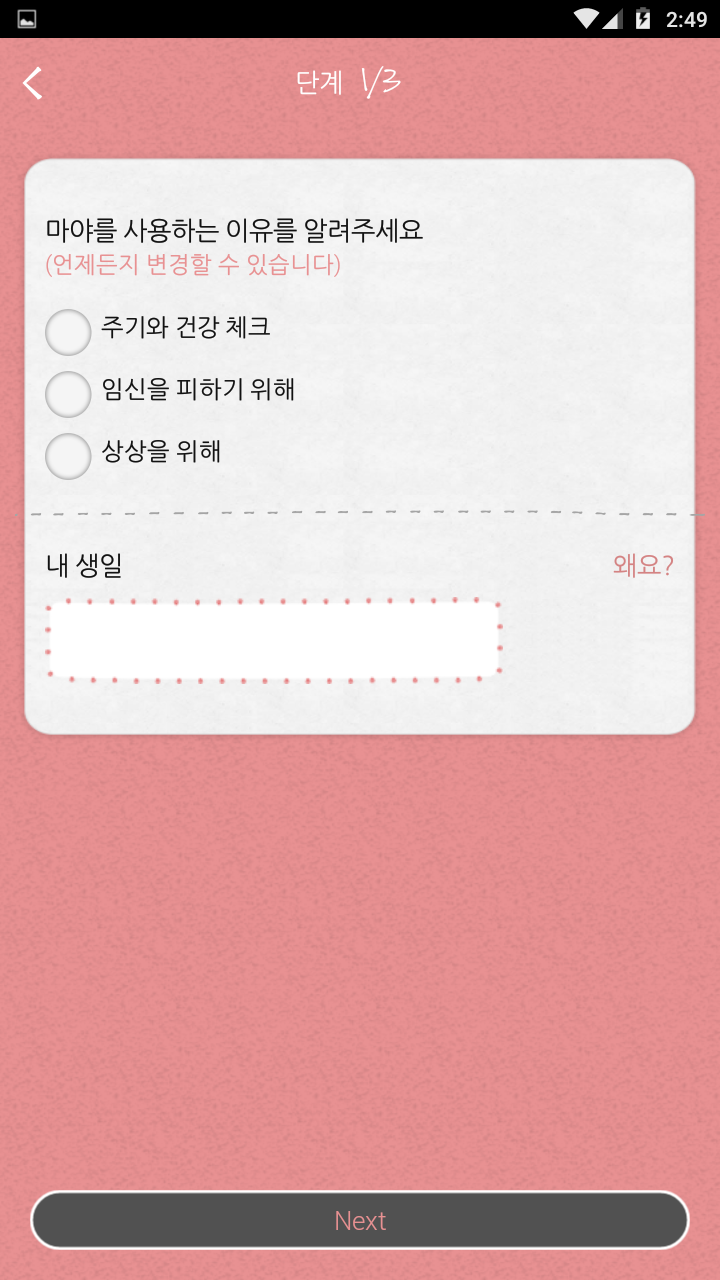 2:49
단계 1/3
마야를 사용하는 이유를 알려주세요
(언제든지 변경할 수 있습니다)
주기와 건강 체크
임신을 피하기 위해
상상을 위해
내 생일
왜요?
Next